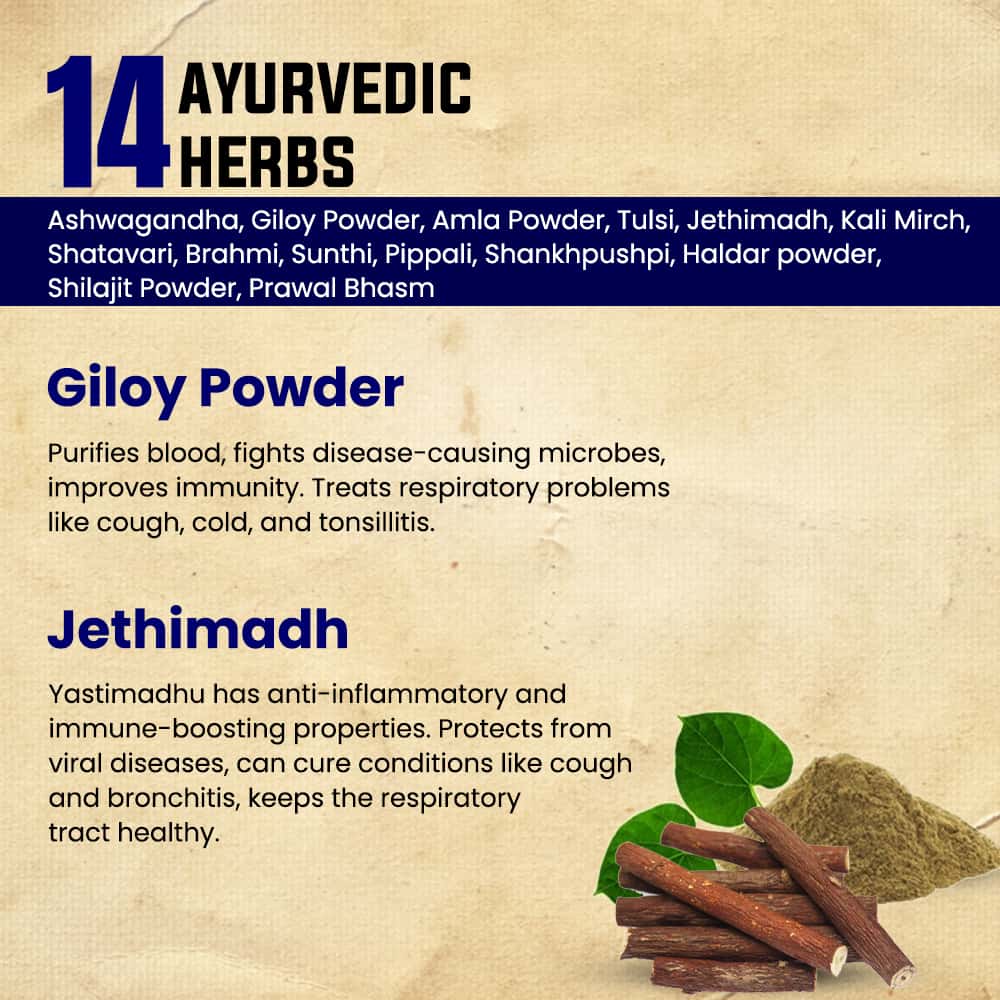 14 AYURVEDIC
HERBS
Ashwagandha, Giloy Powder, Amla Powder, Tulsi, Jethimadh, Kali Mirch,
Shatavari, Brahmi, Sunthi, Pippali, Shankhpushpi, Haldar powder,
Shilajit Powder, Prawal Bhasm
Giloy Powder
Purifies blood, fights disease-causing microbes,
improves immunity. Treats respiratory problems
like cough, cold, and tonsillitis.
Jethimadh
Yastimadhu has anti-inflammatory and
immune-boosting properties. Protects from
viral diseases, can cure conditions like cough
and bronchitis, keeps the respiratory
tract healthy.